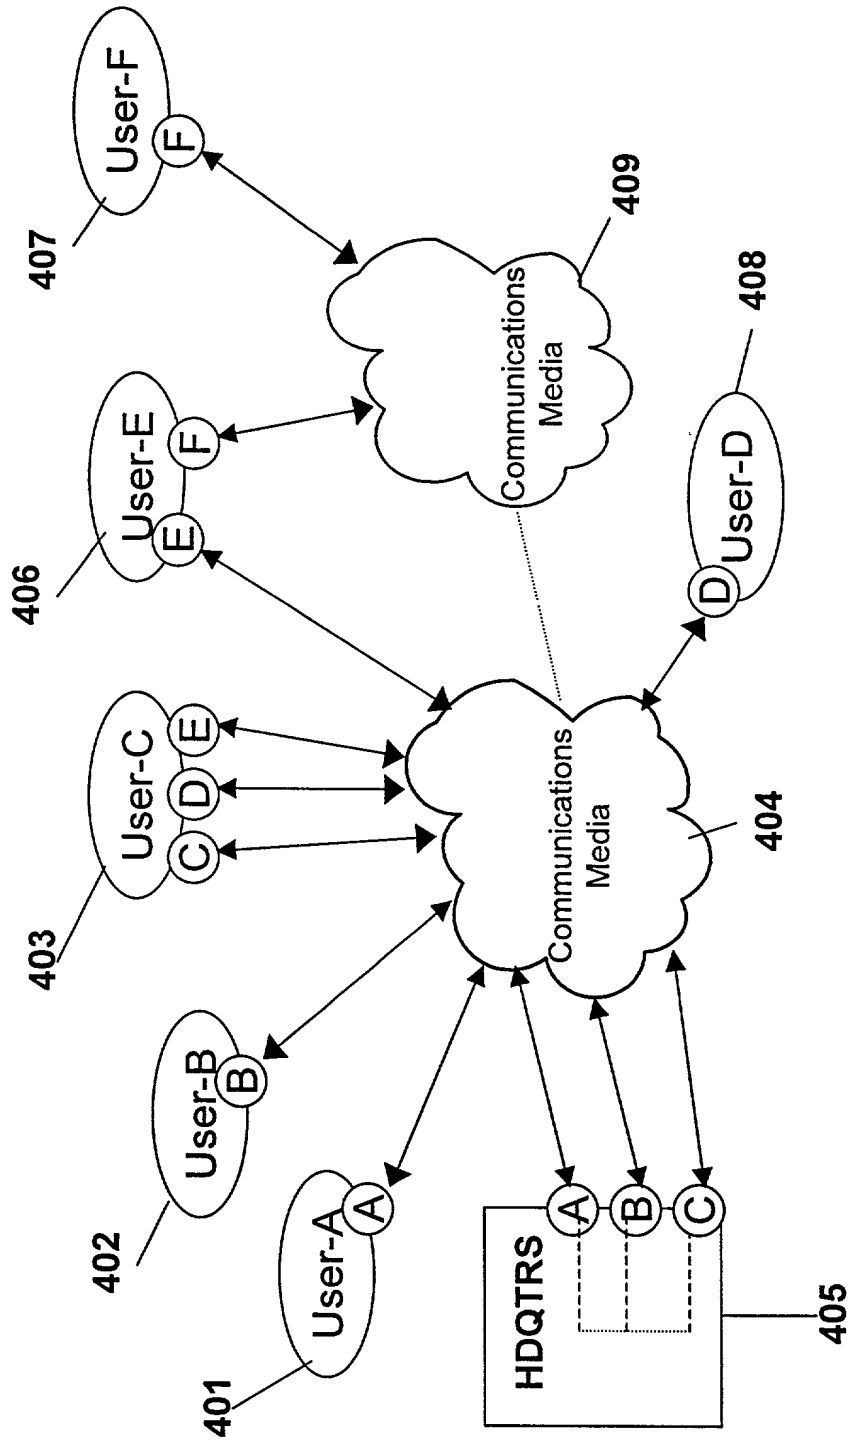 401
User-A
A
402
User-B
B
403
User-C
C
D
E
406
User-E
E
F
407
User-F
F
HDQTRS
A
B
C
405
Communications
Media
404
Communications
Media
409
User-D
D
408